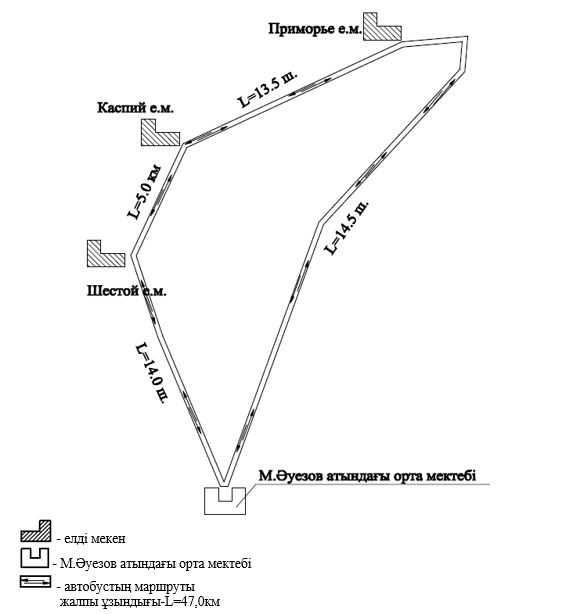 Приморье е.м.
L=13.5 ш.
Каспий е.м.
L=5.0 км
L=14.5 ш.
Шестой е.м.
L=14.0 ш.
М.Әуезов атындағы орта мектебі
- елді мекен
- М.Әуезов атындағы орта мектебі
- автобустың маршруты
жалпы ұзындығы-L=47,0км